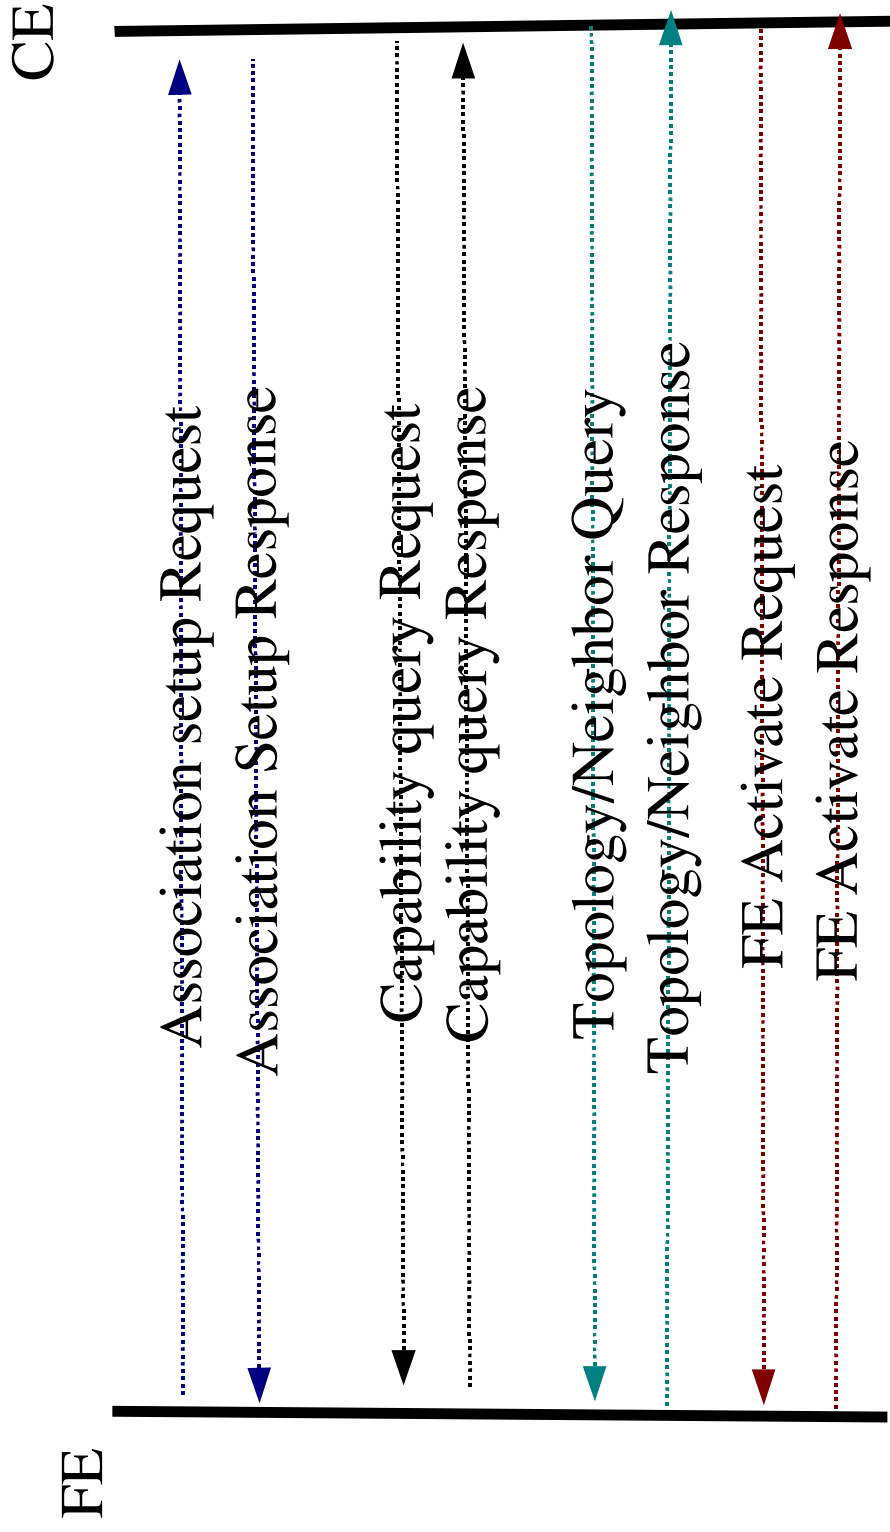 FE
CE
Association setup Request
Association Setup Response
Capability query Request
Capability query Response
Topology/Neighbor Query
Topology/Neighbor Response
FE Activate Request
FE Activate Response